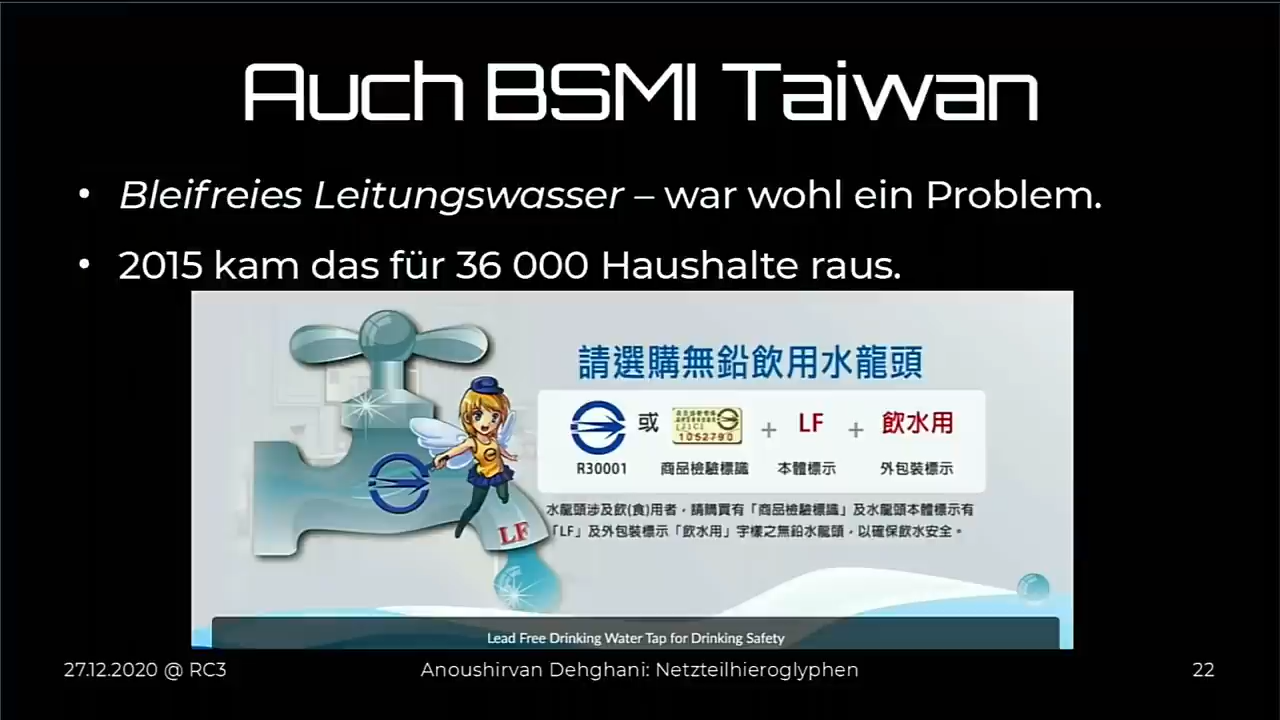 Auch BSMI Taiwan
• Bleifreies Leitungswasser – war wohl ein Problem.
• 2015 kam das für 36 000 Haushalte raus.
請選購無鉛飲用水龍頭
或 + LF + 飲水用
1052790
R30001 商品檢驗標識 本體標示 外包裝標示
水龍頭涉及飲(食)用者，請購買有「商品檢驗標識」及水龍頭本體標示有
「LF」及外包裝標示「飲水用」字樣之無鉛水龍頭，以確保飲水安全。
LF
Lead Free Drinking Water Tap for Drinking Safety
27.12.2020 @ RC3 Anoushirvan Dehghani: Netzteilhieroglyphen 22